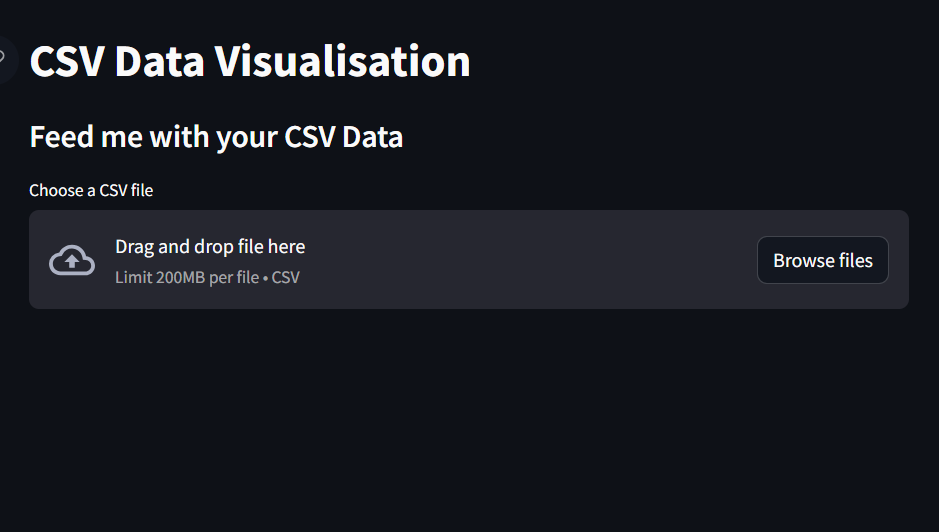 CSV Data Visualisation
Feed me with your CSV Data
Choose a CSV file
Drag and drop file here
Limit 200MB per file • CSV
Browse files